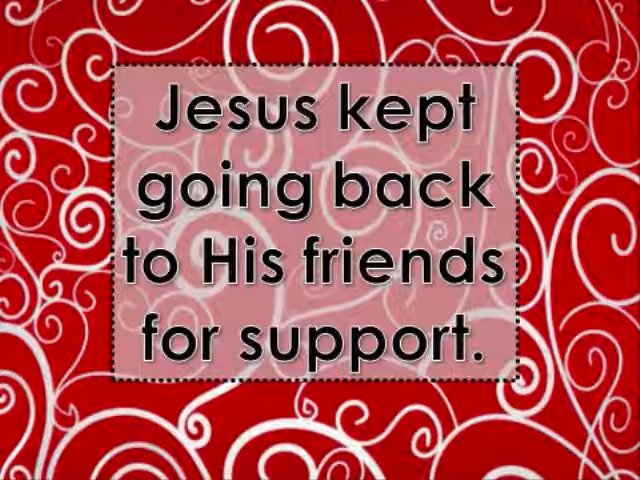 Jesus kept
going back
to His friends
for support.